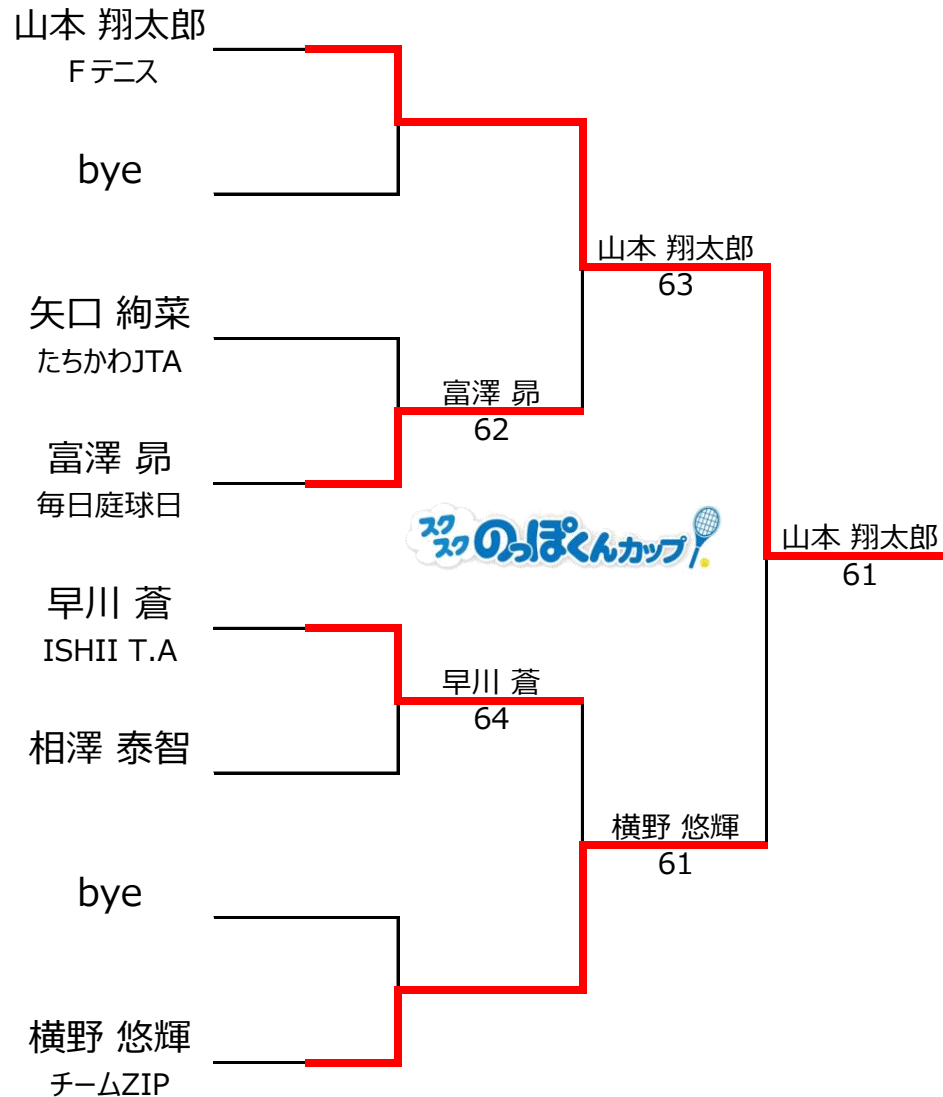 山本 翔太郎
Fテニス
bye
山本 翔太郎
63
矢口 絢菜
たちかわJTA
富澤 昴
62
富澤 昴
毎日庭球日
スクスク のっぽくんカップ
山本 翔太郎
61
早川 蒼
ISHII T.A
早川 蒼
64
相澤 泰智
横野 悠輝
61
bye
横野 悠輝
チームZIP